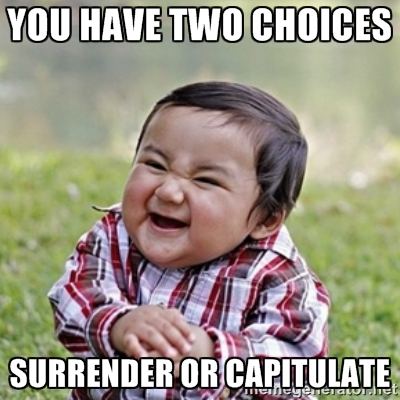 YOU HAVE TWO CHOICES
SURRENDER OR CAPITULATE
memegenerator.net